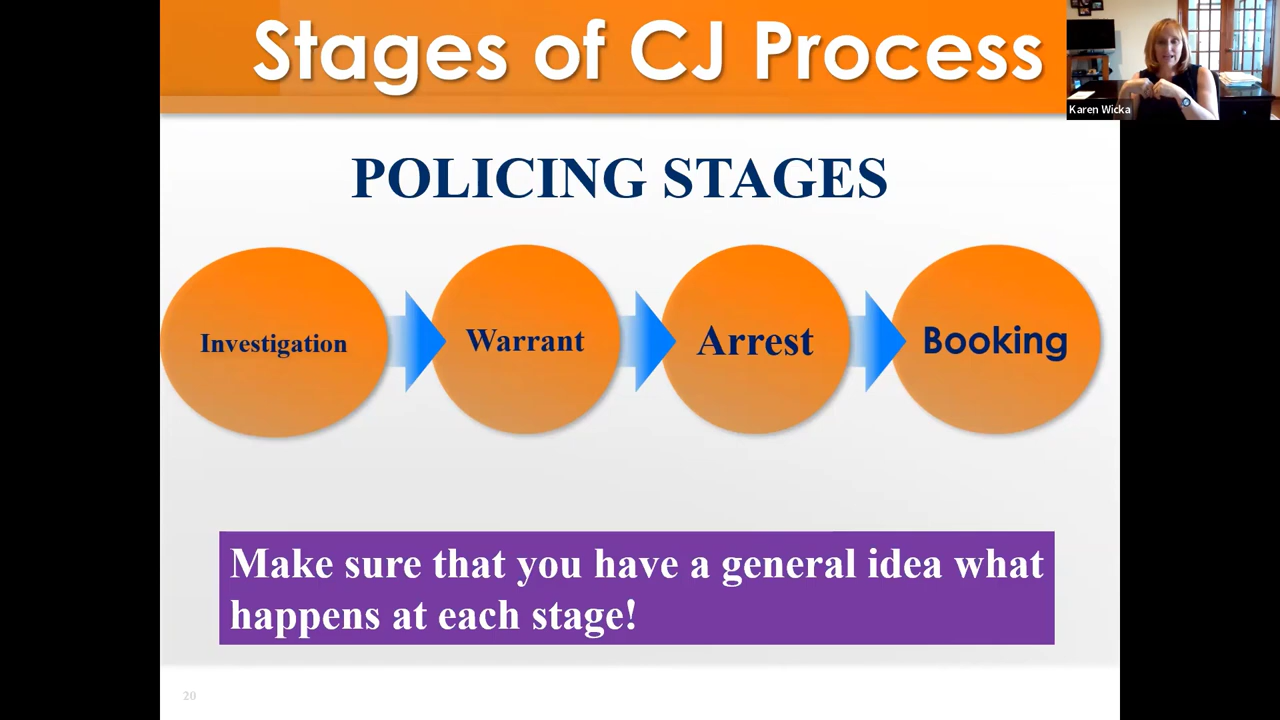 Stages of CJ Process
Karen Wicka
POLICING STAGES
Investigation
Warrant
Arrest
Booking
Make sure that you have a general idea what
happens at each stage!
20